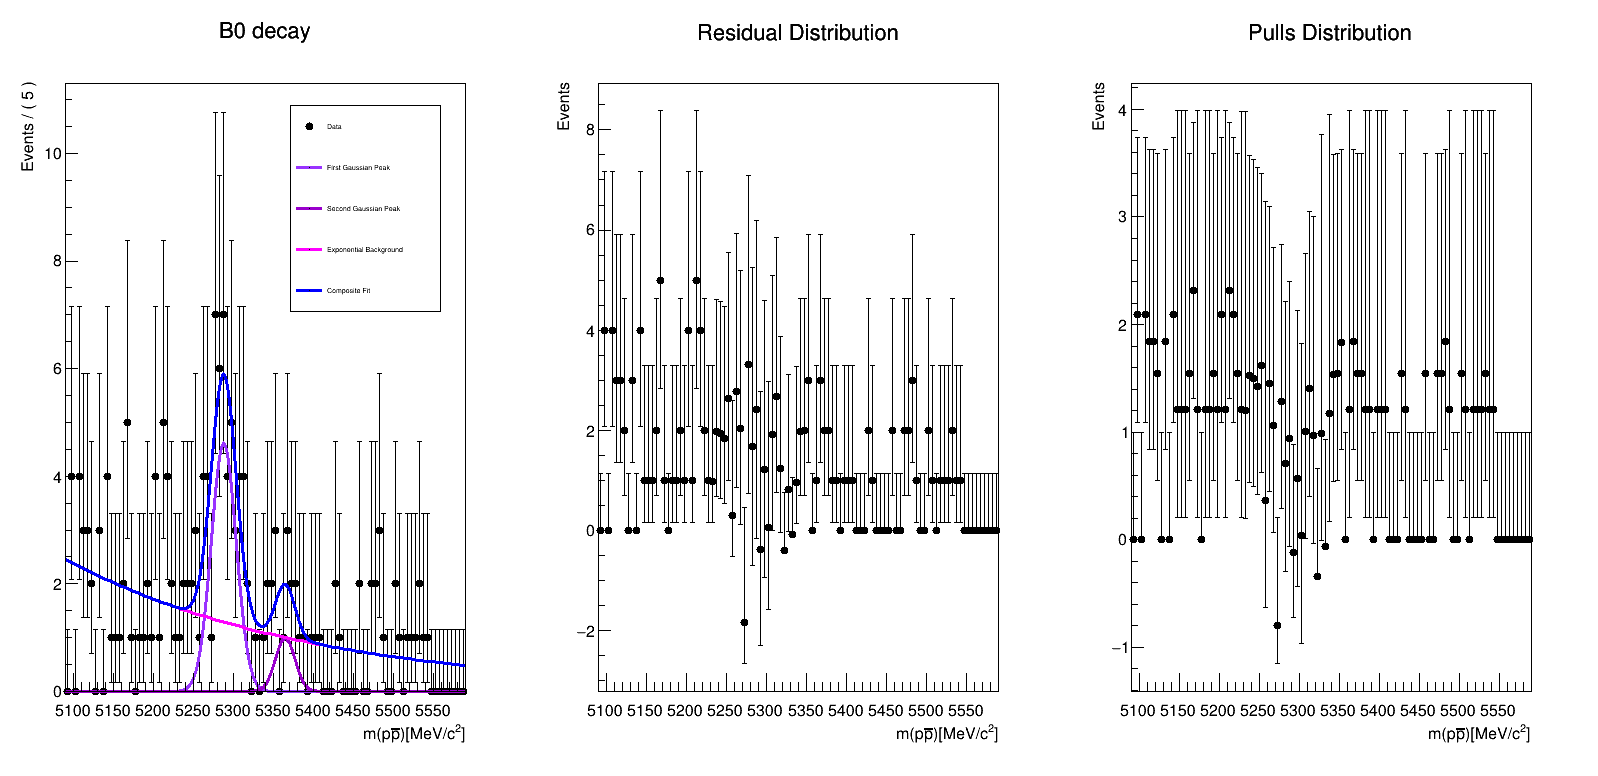 B0 decay
Events / ( 5 )
10
8
6
4
2
0
Data
First Gaussian Peak
Second Gaussian Peak
Exponential Background
Composite Fit
5100 5150 5200 5250 5300 5350 5400 5450 5500 5550
m(pp̅)[MeV/c²]
Residual Distribution
Events
8
6
4
2
0
−2
5100 5150 5200 5250 5300 5350 5400 5450 5500 5550
m(pp̅)[MeV/c²]
Pulls Distribution
Events
4
3
2
1
0
−1
5100 5150 5200 5250 5300 5350 5400 5450 5500 5550
m(pp̅)[MeV/c²]